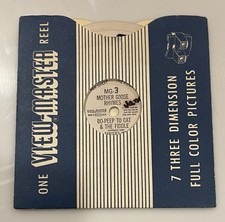 ONE VIEW-MASTER REEL
MG-3
MOTHER GOOSE
RHYMES
BO-PEEP TO CAT
& THE FIDDLE
7 THREE DIMENSION
FULL COLOR PICTURES